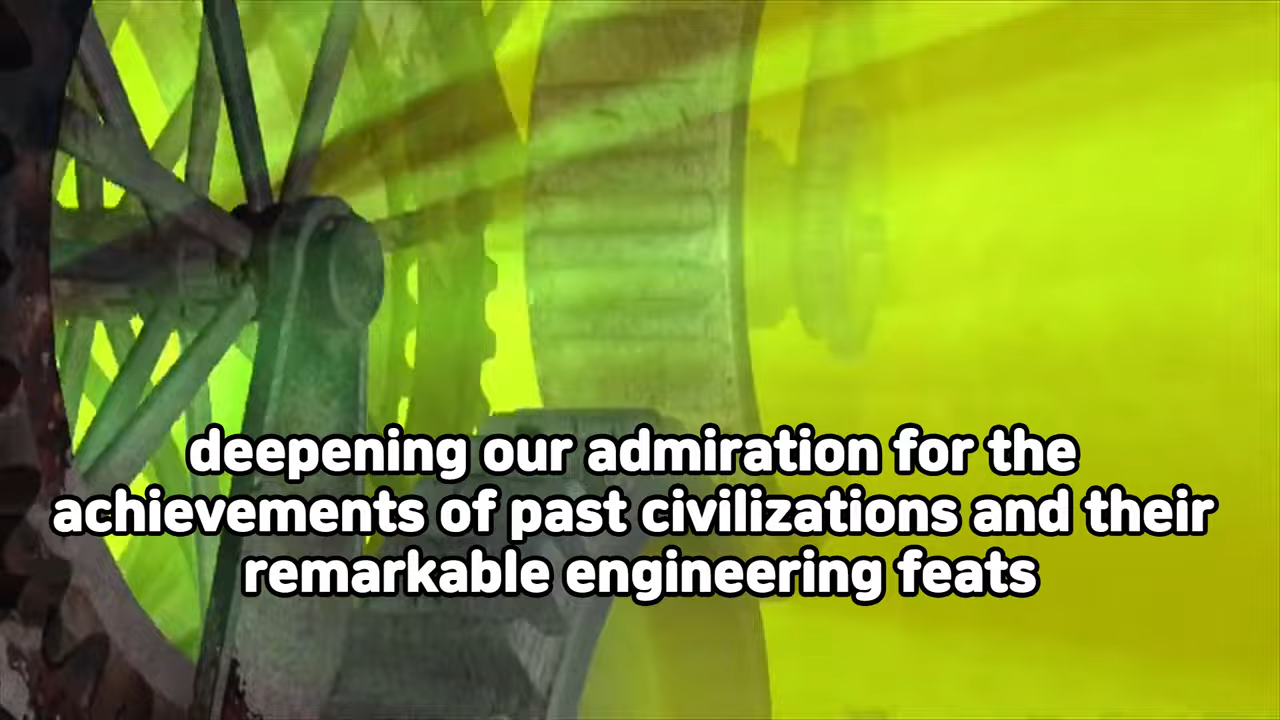 deepening our admiration for the
achievements of past civilizations and their
remarkable engineering feats